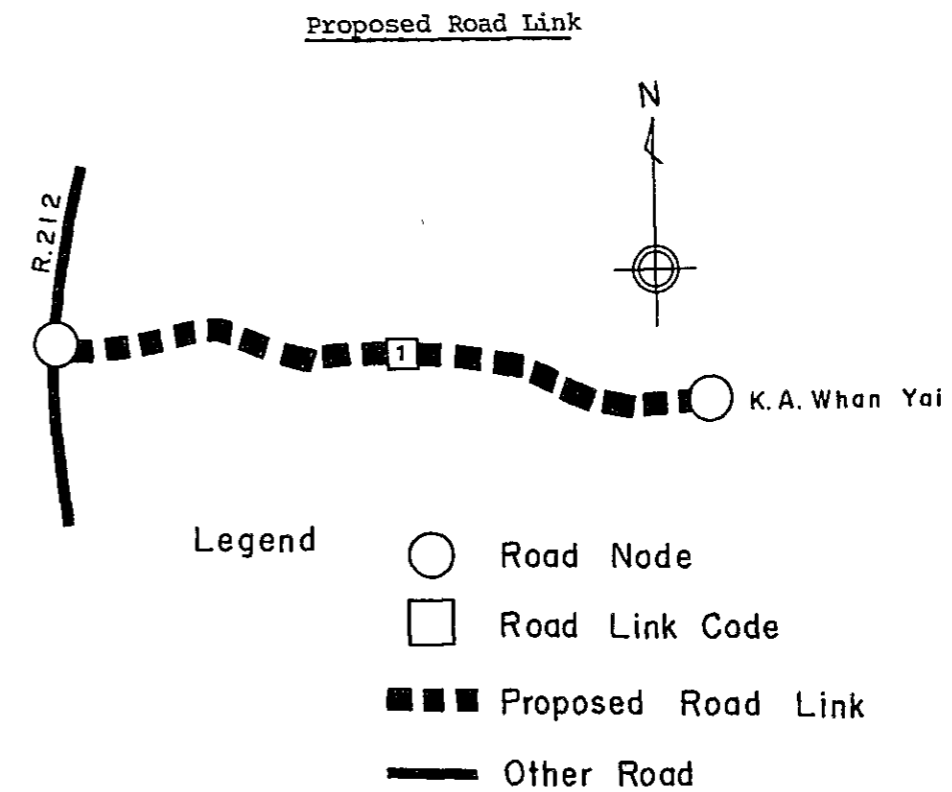 Proposed Road Link
N
R.212
1
K.A. Whan Yai
Legend
Road Node
Road Link Code
Proposed Road Link
Other Road